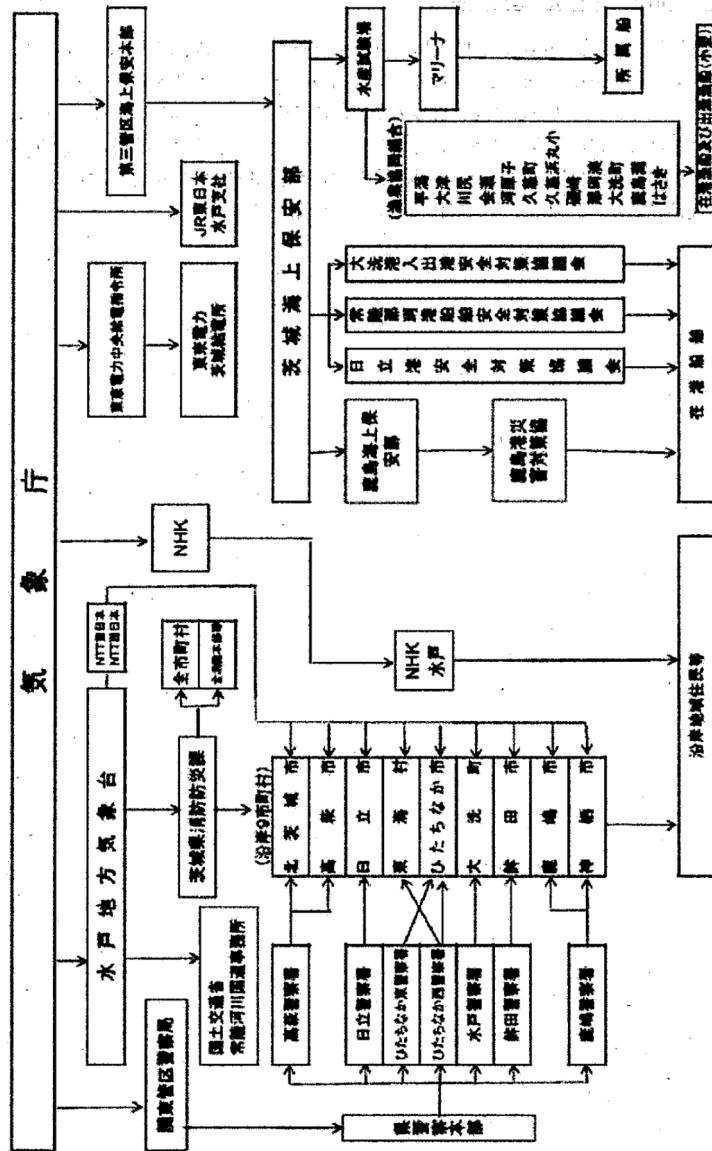 気象庁
関東管区警察局
水戸地方気象台
NTT東日本
NTT西日本
NHK
東京電力中央給電指令所
JR東日本
水戸支社
第三管区海上保安本部
県警察本部
国土交通省
常陸河川国道事務所
茨城県消防防災課
全市町村
東京電力
茨城給電所
茨城海上保安部
(沿岸9市町村)
高萩警察署
日立警察署
ひたちなか東警察署
ひたちなか西警察署
水戸警察署
鉾田警察署
鹿嶋警察署
北茨城市
高萩市
日立市
東海村
ひたちなか市
大洗町
鉾田市
鹿嶋市
神栖市
NHK
水戸
鹿島海上保
安部
鹿島港災
害対策協
日立港安全対策協議会
常陸那珂港船舶安全対策協議会
大洗港入出港安全対策協議会
水産試験場
マリーナ
所属船
(漁業協同組合)
平潟
大津
川尻
会瀬
河原子
久慈町
久慈浜丸小
磯崎
那珂湊
大洗町
鹿島灘
はさき
沿岸地域住民等
在港船舶
在港漁船及び出漁漁船(小型)